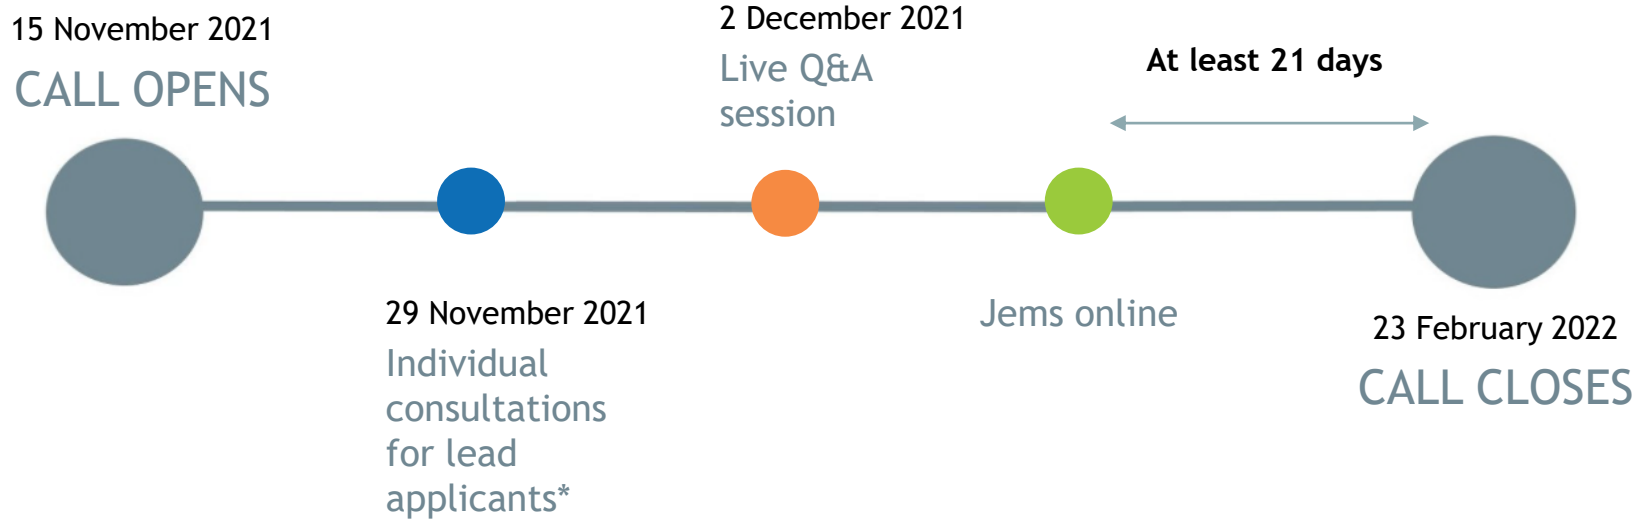 15 November 2021
CALL OPENS
2 December 2021
Live Q&A
session
At least 21 days
29 November 2021
Individual
consultations
for lead
applicants*
Jems online
23 February 2022
CALL CLOSES